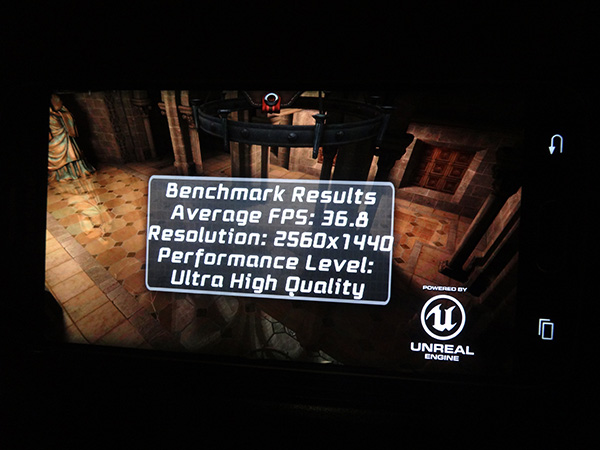 Benchmark Results
Average FPS: 36.8
Resolution: 2560x1440
Performance Level:
Ultra High Quality
POWERED BY
UNREAL
ENGINE